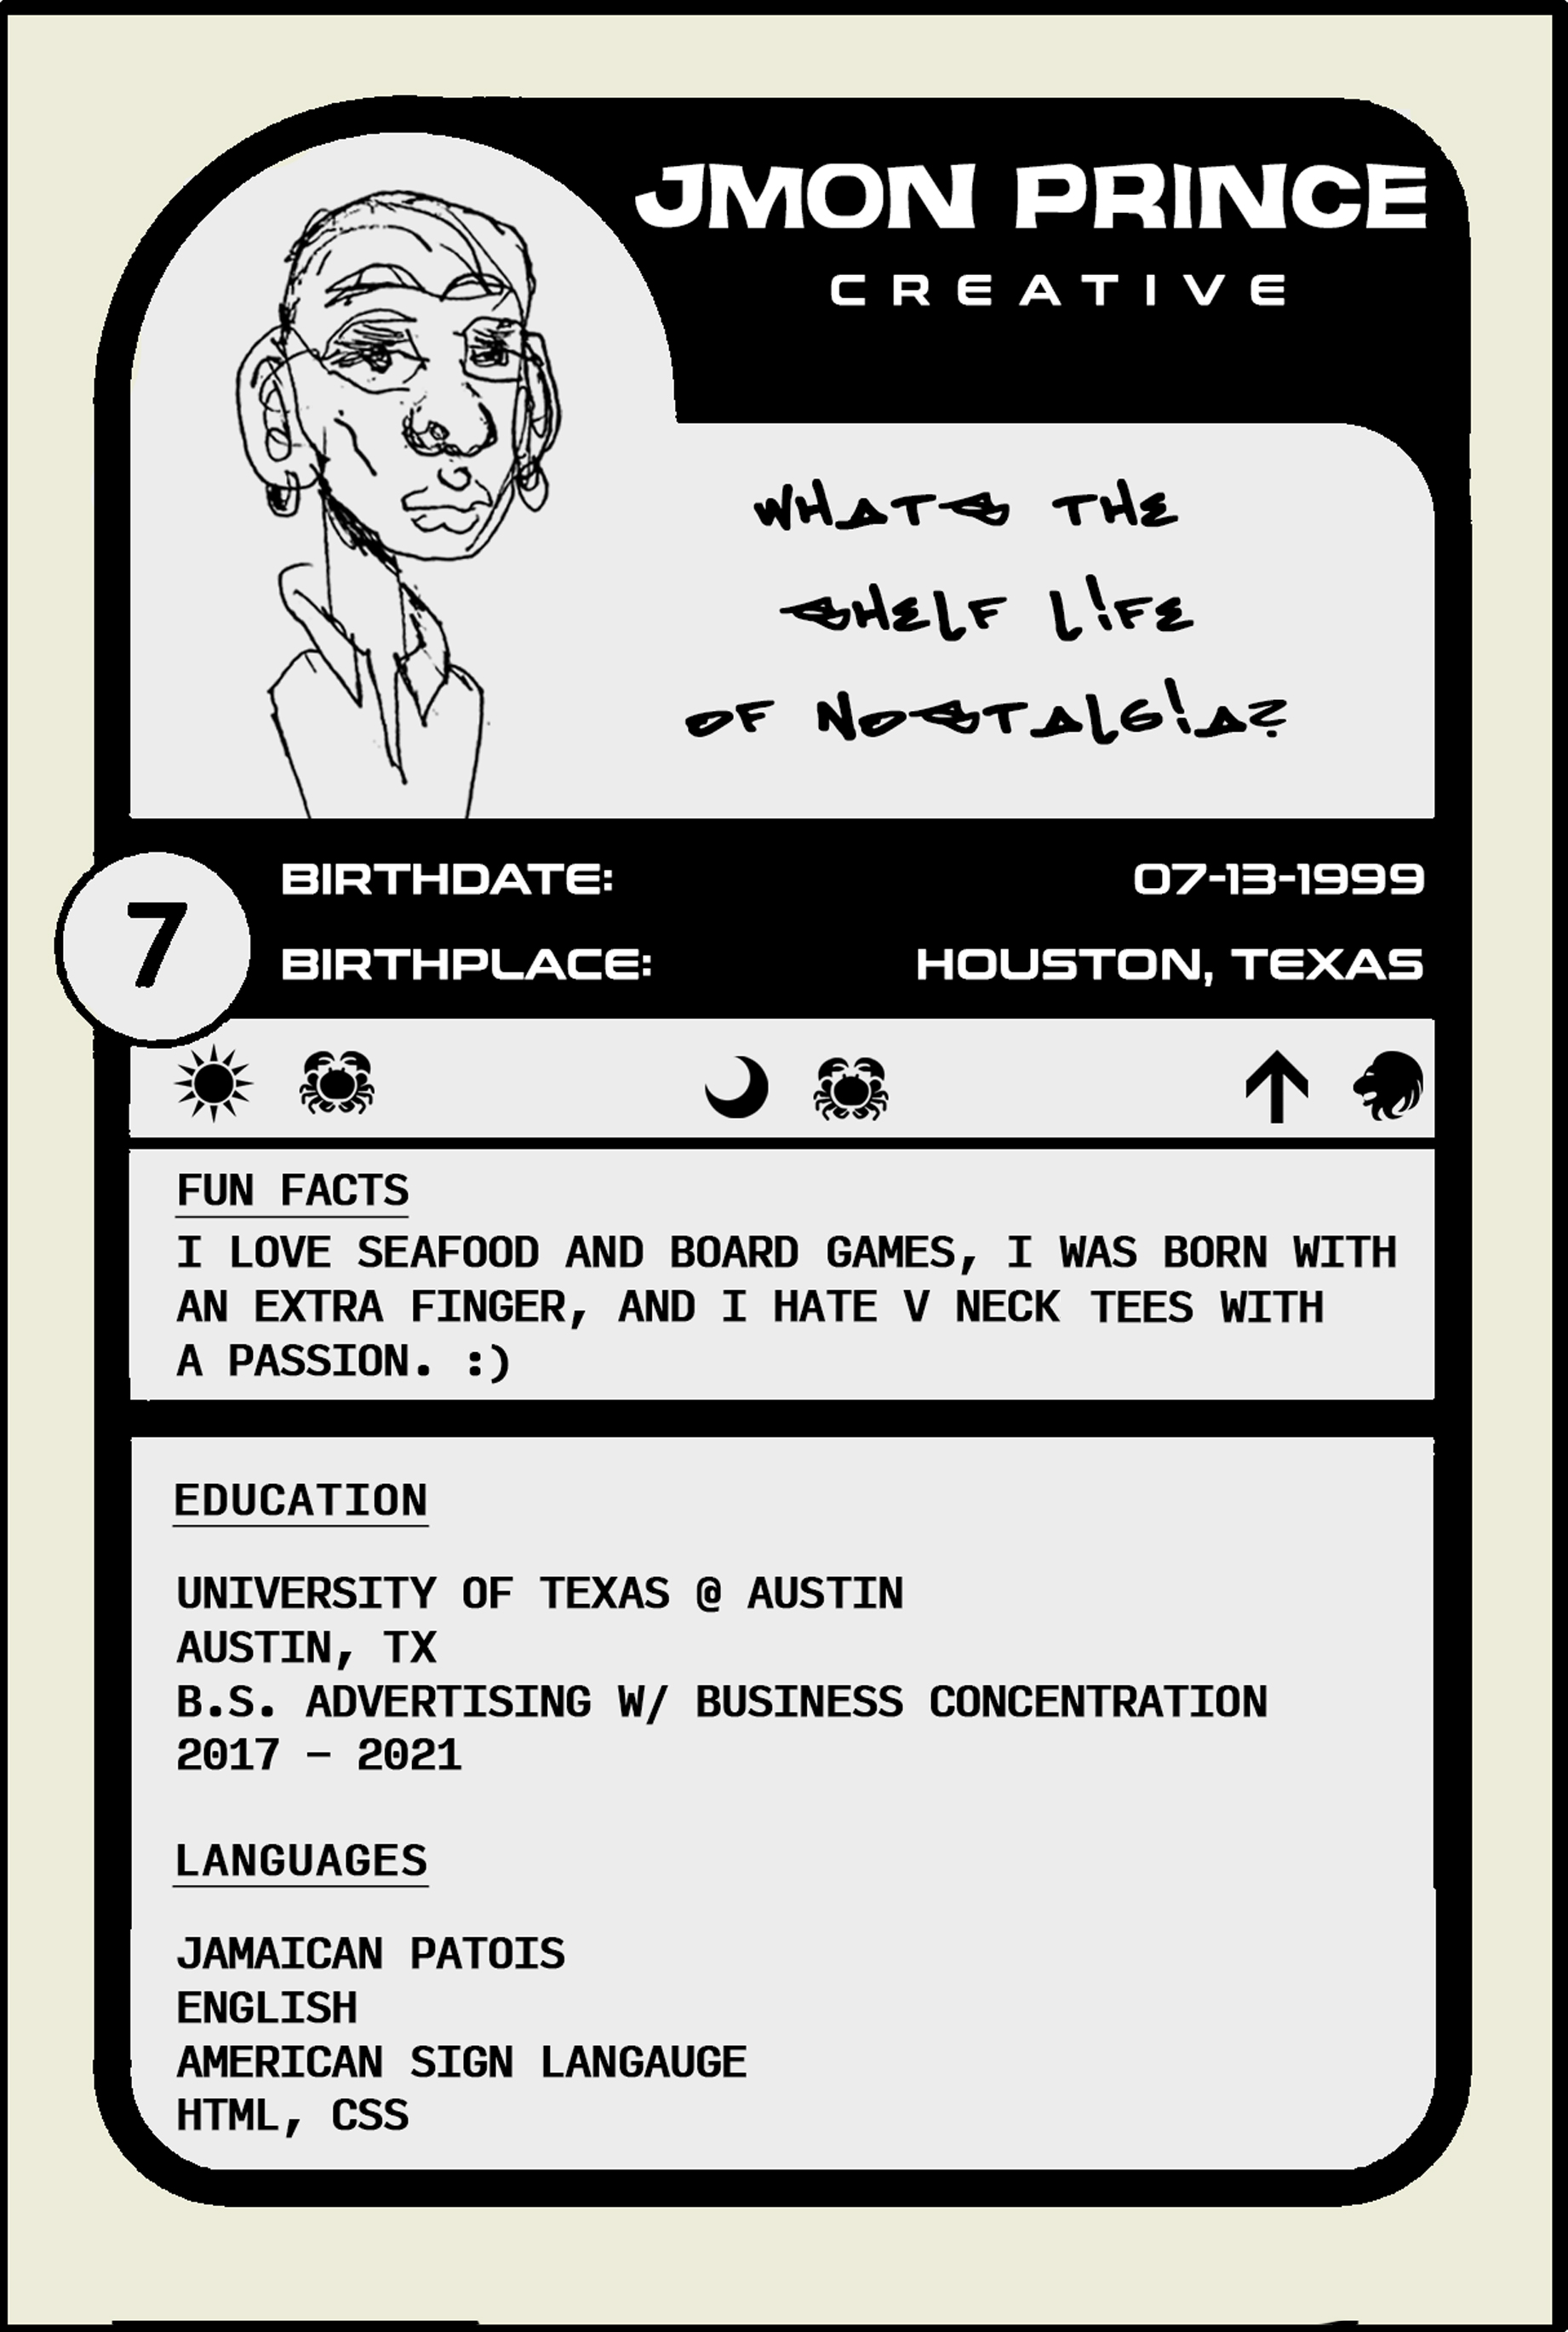 JMON PRINCE
CREATIVE
WHATS THE
SHELF LIFE
OF NOSTALGIA?
7
BIRTHDATE: 07-13-1999
BIRTHPLACE: HOUSTON, TEXAS
FUN FACTS
I LOVE SEAFOOD AND BOARD GAMES, I WAS BORN WITH
AN EXTRA FINGER, AND I HATE V NECK TEES WITH
A PASSION. :)
EDUCATION
UNIVERSITY OF TEXAS @ AUSTIN
AUSTIN, TX
B.S. ADVERTISING W/ BUSINESS CONCENTRATION
2017 – 2021
LANGUAGES
JAMAICAN PATOIS
ENGLISH
AMERICAN SIGN LANGAUGE
HTML, CSS